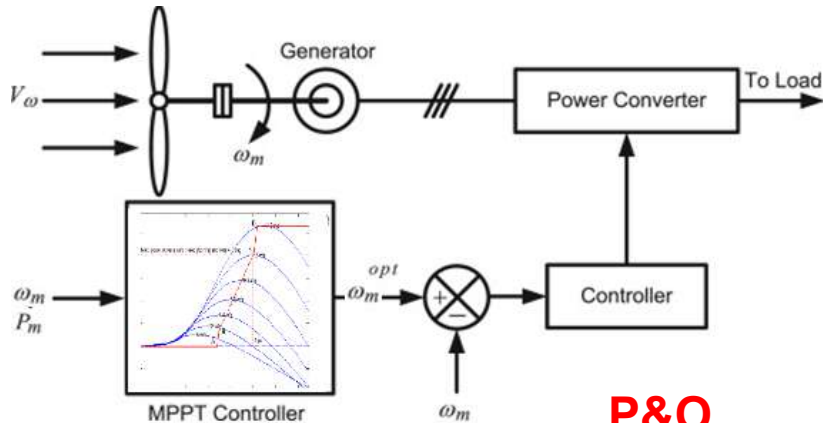 Generator
Vω
ωm
Power Converter
To Load
ωm
Pm
ωm opt
+
−
Controller
ωm
MPPT Controller
P&O